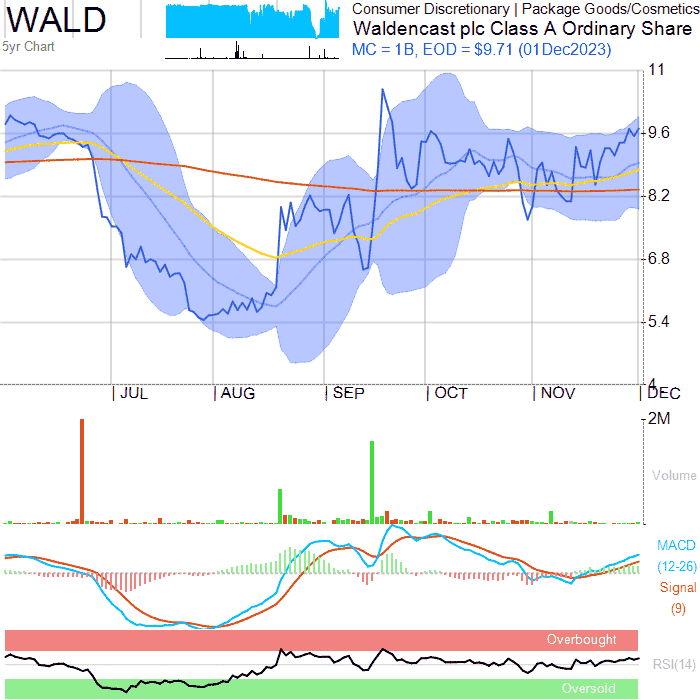 WALD
5yr Chart
Consumer Discretionary | Package Goods/Cosmetics
Waldencast plc Class A Ordinary Share
MC = 1B, EOD = $9.71 (01Dec2023)
11
9.6
8.2
6.8
5.4
4
JUL AUG SEP OCT NOV DEC
2M
Volume
MACD
(12-26)
Signal
(9)
Overbought
RSI(14)
Oversold